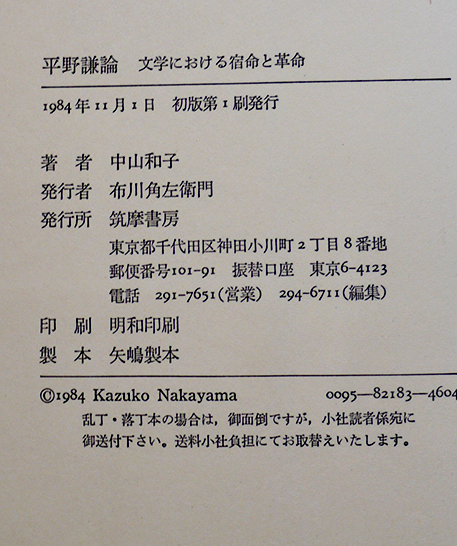 平野謙論 文学における宿命と革命
1984年11月1日 初版第1刷発行
著 者 中山和子
発行者 布川角左衛門
発行所 筑摩書房
東京都千代田区神田小川町2丁目8番地
郵便番号101-91 振替口座 東京6-4123
電話 291-7651(営業) 294-6711(編集)
印 刷 明和印刷
製 本 矢嶋製本
©1984 Kazuko Nakayama 0095—82183—4604
乱丁・落丁本の場合は，御面倒ですが，小社読者係宛に
御送付下さい。送料小社負担にてお取替えいたします。